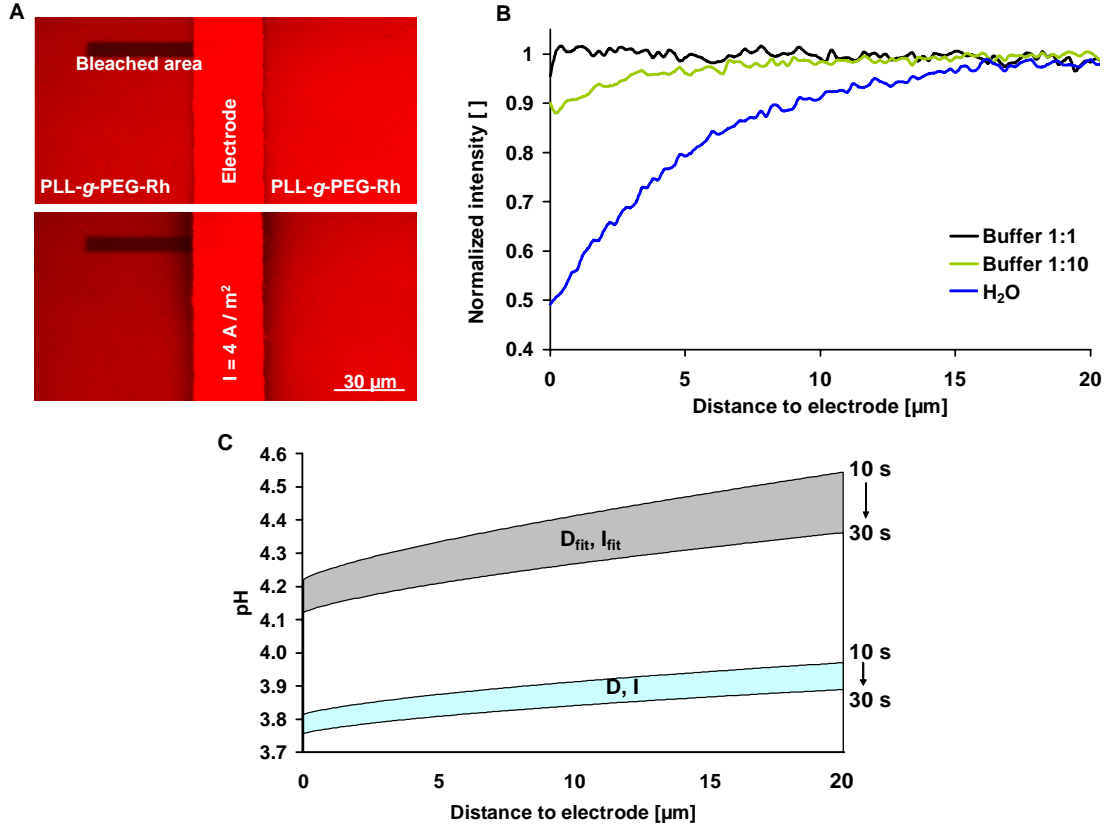 A
Bleached area
Electrode
PLL-g-PEG-Rh
PLL-g-PEG-Rh
I = 4 A / m²
30 µm
B
Normalized intensity [ ]
1
0.9
0.8
0.7
0.6
0.5
0.4
Buffer 1:1
Buffer 1:10
H₂O
0 5 10 15 20
Distance to electrode [µm]
C
pH
4.6
4.5
4.4
4.3
4.2
4.1
4.0
3.9
3.8
3.7
D_fit, I_fit
10 s
30 s
D, I
10 s
30 s
0 5 10 15 20
Distance to electrode [µm]